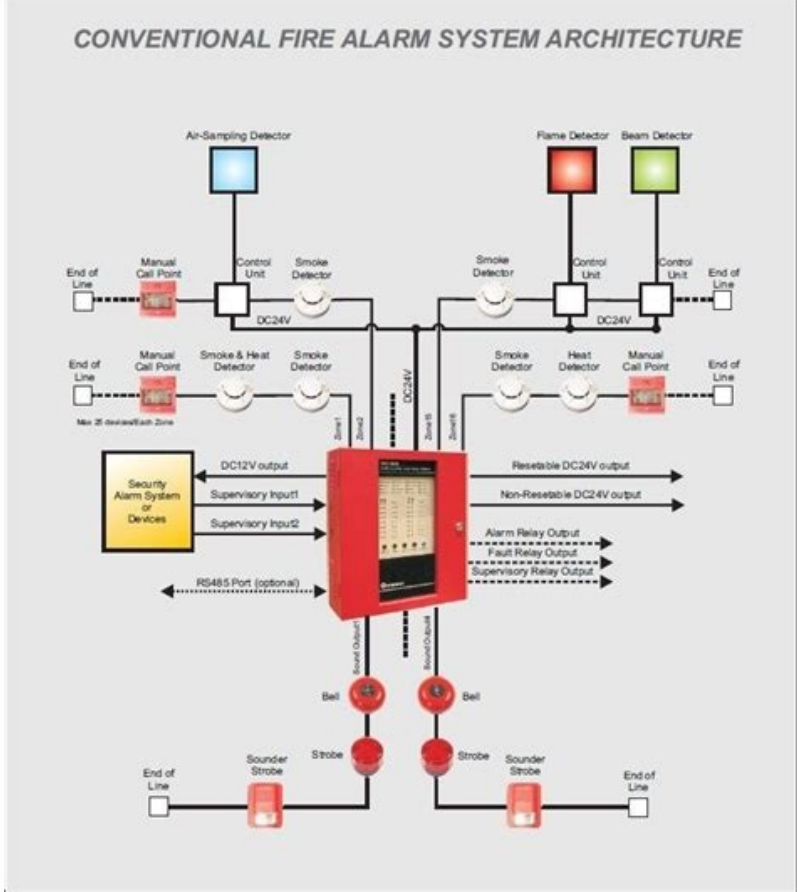 CONVENTIONAL FIRE ALARM SYSTEM ARCHITECTURE
Air-Sampling Detector
Flame Detector
Beam Detector
End of
Line
Manual
Call Point
Control
Unit
Smoke
Detector
Smoke
Detector
Control
Unit
Control
Unit
End of
Line
DC24V
DC24V
End of
Line
Manual
Call Point
Smoke & Heat
Detector
Smoke
Detector
DC24V
Smoke
Detector
Heat
Detector
Manual
Call Point
End of
Line
Max 25 devices/Each Zone
Zone1
Zone2
Zone15
Zone16
Security
Alarm System
or
Devices
DC12V output
Supervisory Input1
Supervisory Input2
RS485 Port (optional)
Resetable DC24V output
Non-Resetable DC24V output
Alarm Relay Output
Fault Relay Output
Supervisory Relay Output
Sound Output1
Sound Output4
Bell
Bell
Strobe
Strobe
Sounder
Strobe
Sounder
Strobe
End of
Line
End of
Line